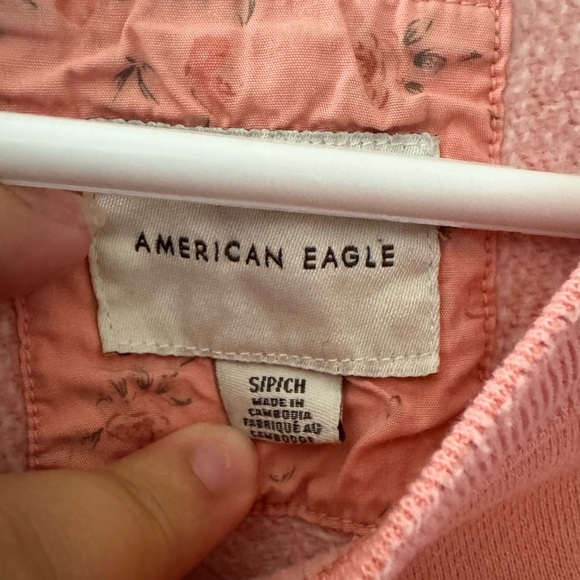 AMERICAN EAGLE
S/P/CH
MADE IN
CAMBODIA
FABRIQUÉ AU
CAMBODGE